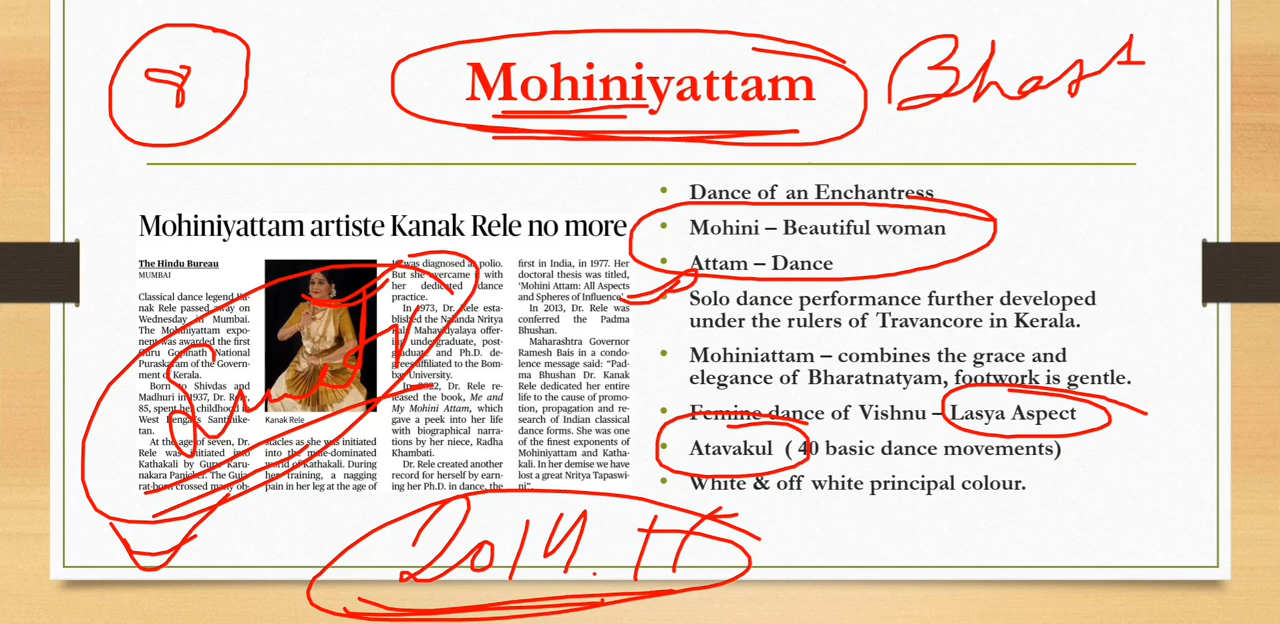 8
Mohiniyattam
Mohiniyattam artiste Kanak Rele no more
The Hindu Bureau
MUMBAI
Classical dance legend Ka-
nak Rele passed away on
Wednesday in Mumbai.
The Mohiniyattam expo-
nent was awarded the first
Guru Gopinath National
Puraskaram of the Govern-
ment of Kerala.
Born to Shivdas and
Madhuri in 1937, Dr. Rele,
85, spent her childhood in
West Bengal's Santinike-
tan.
At the age of seven, Dr.
Rele was initiated into
Kathakali by Guru Karu-
nakara Panicker. The Guja-
rat-born crossed many ob-
Kanak Rele
stacles as she was initiated
into the male-dominated
world of Kathakali. During
her training, a nagging
pain in her leg at the age of
was diagnosed as polio.
But she overcame it with
her dedicated dance
practice.
In 1973, Dr. Rele esta-
blished the Nalanda Nritya
Kala Mahavidyalaya offer-
ing undergraduate, post-
graduate and Ph.D. de-
grees affiliated to the Bom-
bay University.
In 2022, Dr. Rele re-
leased the book, Me and
My Mohini Attam, which
gave a peek into her life
with biographical narra-
tions by her niece, Radha
Khambati.
Dr. Rele created another
record for herself by earn-
ing her Ph.D. in dance, the
first in India, in 1977. Her
doctoral thesis was titled,
'Mohini Attam: All Aspects
and Spheres of Influence'.
In 2013, Dr. Rele was
conferred the Padma
Bhushan.
Maharashtra Governor
Ramesh Bais in a condo-
lence message said: "Pad-
ma Bhushan Dr. Kanak
Rele dedicated her entire
life to the cause of promo-
tion, propagation and re-
search of Indian classical
dance forms. She was one
of the finest exponents of
Mohiniyattam and Katha-
kali. In her demise we have
lost a great Nritya Tapaswi-
ni".
• Dance of an Enchantress
• Mohini – Beautiful woman
• Attam – Dance
• Solo dance performance further developed
under the rulers of Travancore in Kerala.
• Mohiniattam – combines the grace and
elegance of Bharatnatyam, footwork is gentle.
• Femine dance of Vishnu – Lasya Aspect
• Atavakul ( 40 basic dance movements)
• White & off white principal colour.